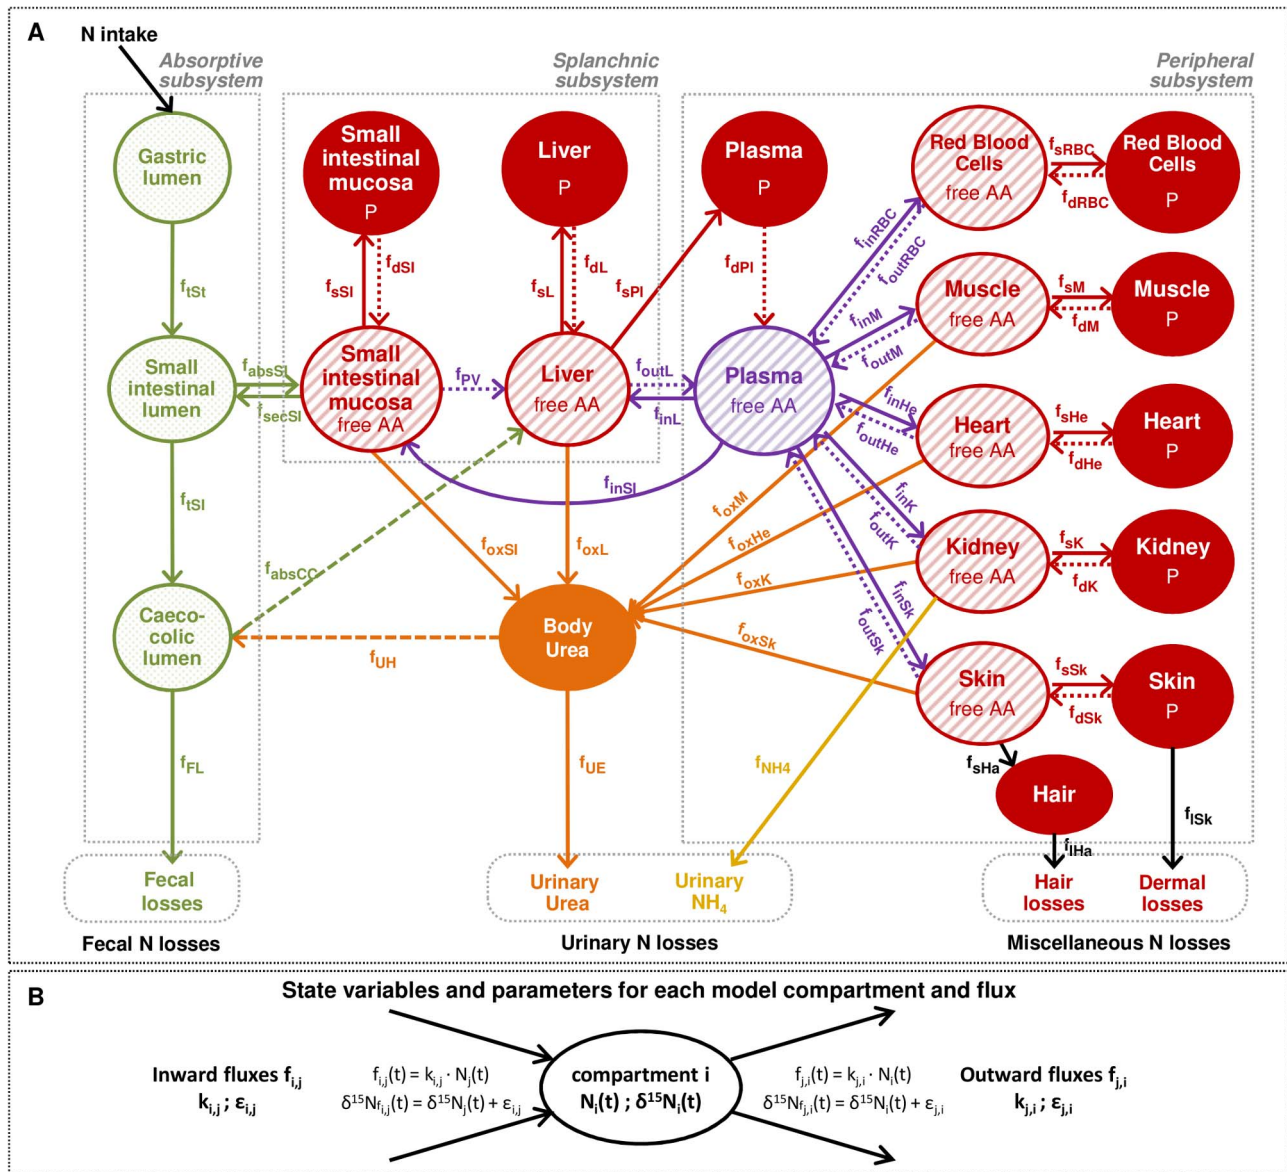 A
N intake
Absorptive
subsystem
Splanchnic
subsystem
Peripheral
subsystem
Gastric
lumen
Small
intestinal
mucosa
P
Liver
P
Plasma
P
Red Blood
Cells
free AA
fsRBC
fdRBC
Red Blood
Cells
P
finRBC
foutRBC
ftSt
fsSI
fdSI
fsL
fdL
fsPl
fdPl
finM
foutM
Muscle
free AA
fsM
fdM
Muscle
P
Small
intestinal
lumen
fabsSI
fsecSI
Small
intestinal
mucosa
free AA
fPV
Liver
free AA
foutL
finL
Plasma
free AA
finHe
foutHe
Heart
free AA
fsHe
fdHe
Heart
P
finSI
ftSI
foxSI
foxL
foxM
foxHe
foxK
foxSk
finK
foutK
finSk
foutSk
Kidney
free AA
fsK
fdK
Kidney
P
fabsCC
Caeco-
colic
lumen
fUH
Body
Urea
Skin
free AA
fsSk
fdSk
Skin
P
fFL
fUE
fNH4
fsHa
Hair
flHa
flSk
Fecal
losses
Urinary
Urea
Urinary
NH4
Hair
losses
Dermal
losses
Fecal N losses
Urinary N losses
Miscellaneous N losses
B
State variables and parameters for each model compartment and flux
Inward fluxes fi,j
ki,j ; εi,j
fi,j(t) = ki,j · Nj(t)
δ¹⁵Nfi,j(t) = δ¹⁵Nj(t) + εi,j
compartment i
Ni(t) ; δ¹⁵Ni(t)
fj,i(t) = kj,i · Ni(t)
δ¹⁵Nfj,i(t) = δ¹⁵Ni(t) + εj,i
Outward fluxes fj,i
kj,i ; εj,i